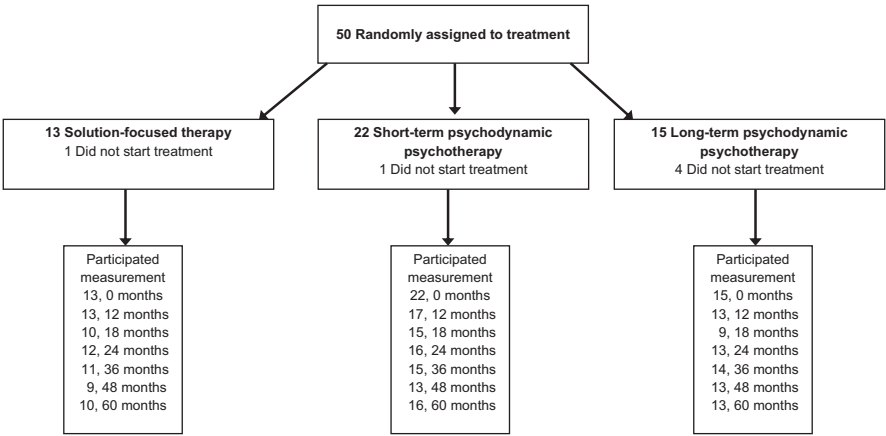 50 Randomly assigned to treatment
13 Solution-focused therapy
1 Did not start treatment
22 Short-term psychodynamic
psychotherapy
1 Did not start treatment
15 Long-term psychodynamic
psychotherapy
4 Did not start treatment
Participated
measurement
13, 0 months
13, 12 months
10, 18 months
12, 24 months
11, 36 months
9, 48 months
10, 60 months
Participated
measurement
22, 0 months
17, 12 months
15, 18 months
16, 24 months
15, 36 months
13, 48 months
16, 60 months
Participated
measurement
15, 0 months
13, 12 months
9, 18 months
13, 24 months
14, 36 months
13, 48 months
13, 60 months